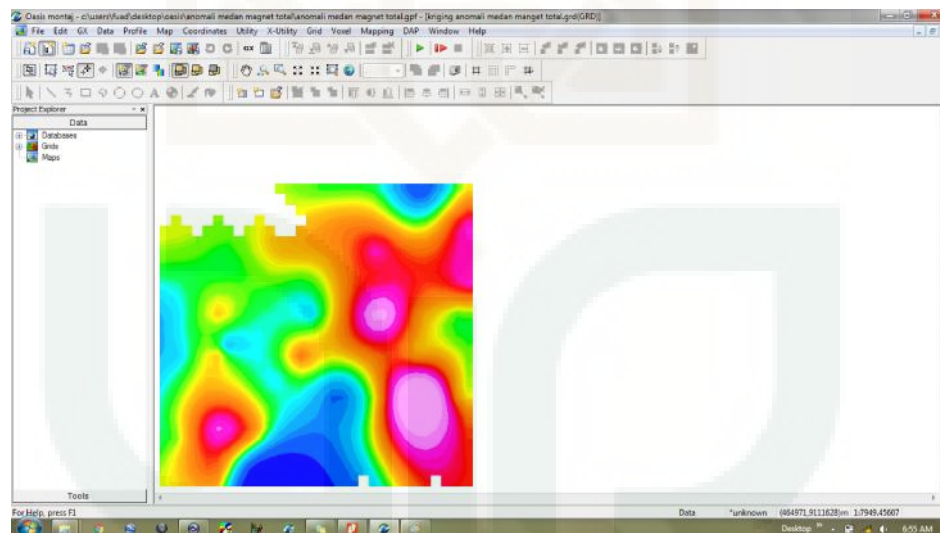 Oasis montaj - c:\users\fuad\desktop\oasis\anomali medan magnet total\anomali medan magnet total.gpf - [kriging anomali medan manget total.grd(GRD)]
File Edit GX Data Profile Map Coordinates Utility X-Utility Grid Voxel Mapping DAP Window Help
Project Explorer
Data
Databases
Grids
Maps
Tools
For Help, press F1
Data *unknown (464971,9111628)m 1:7949.45607
Desktop 6:55 AM